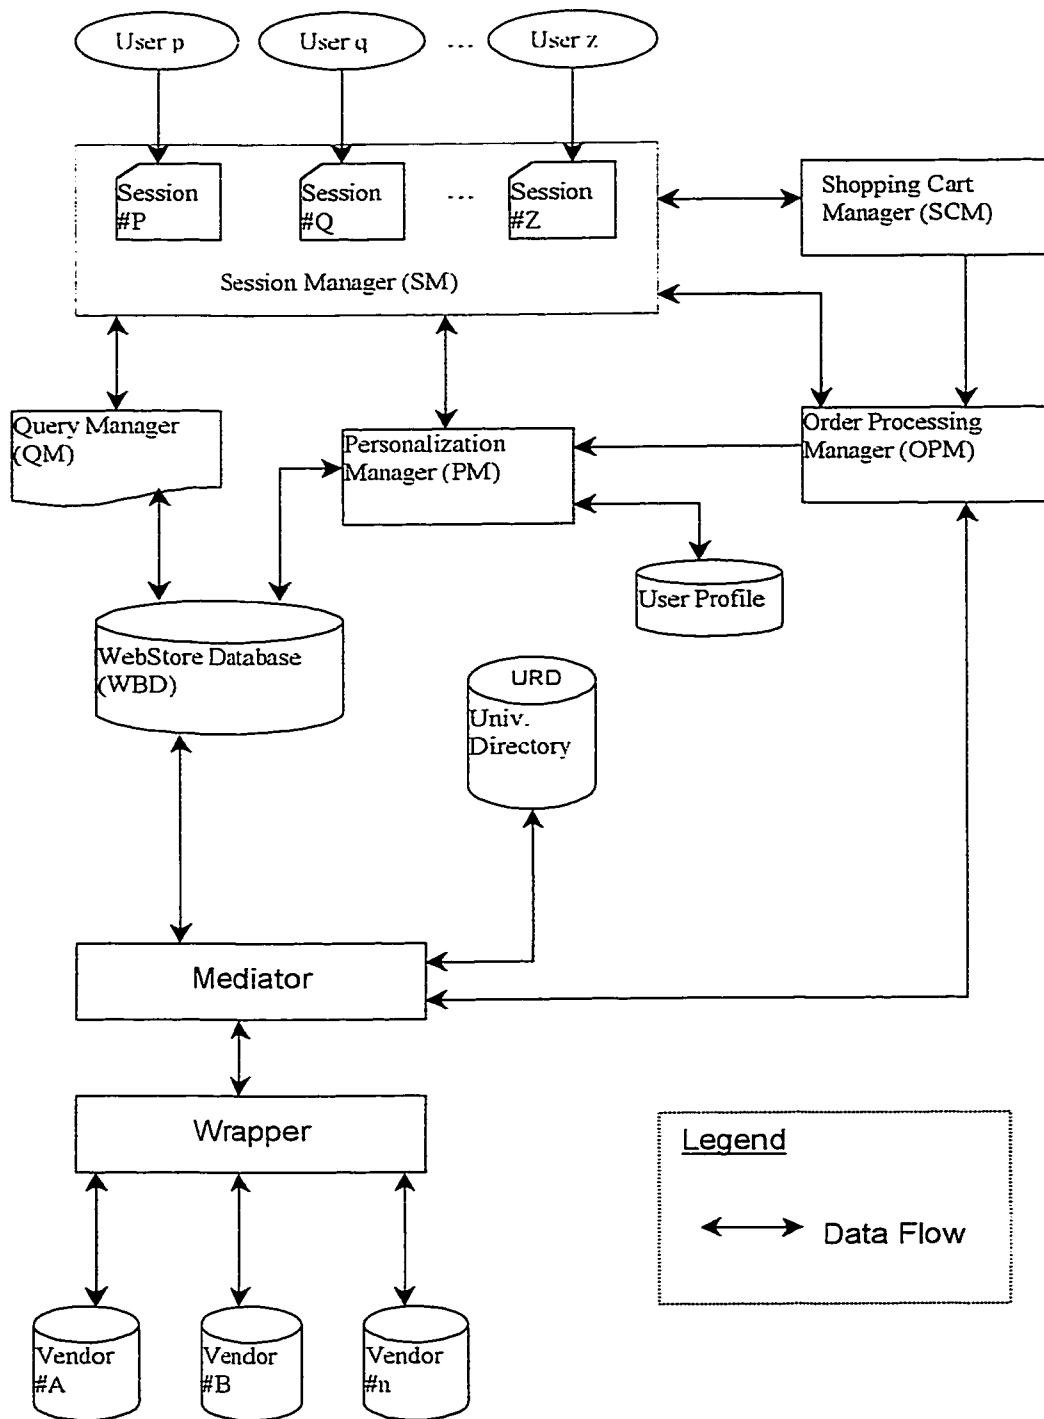 User p
User q
...
User z
Session
#P
Session
#Q
...
Session
#Z
Session Manager (SM)
Shopping Cart
Manager (SCM)
Query Manager
(QM)
Personalization
Manager (PM)
Order Processing
Manager (OPM)
User Profile
WebStore Database
(WBD)
URD
Univ.
Directory
Mediator
Wrapper
Legend
Data Flow
Vendor
#A
Vendor
#B
Vendor
#n